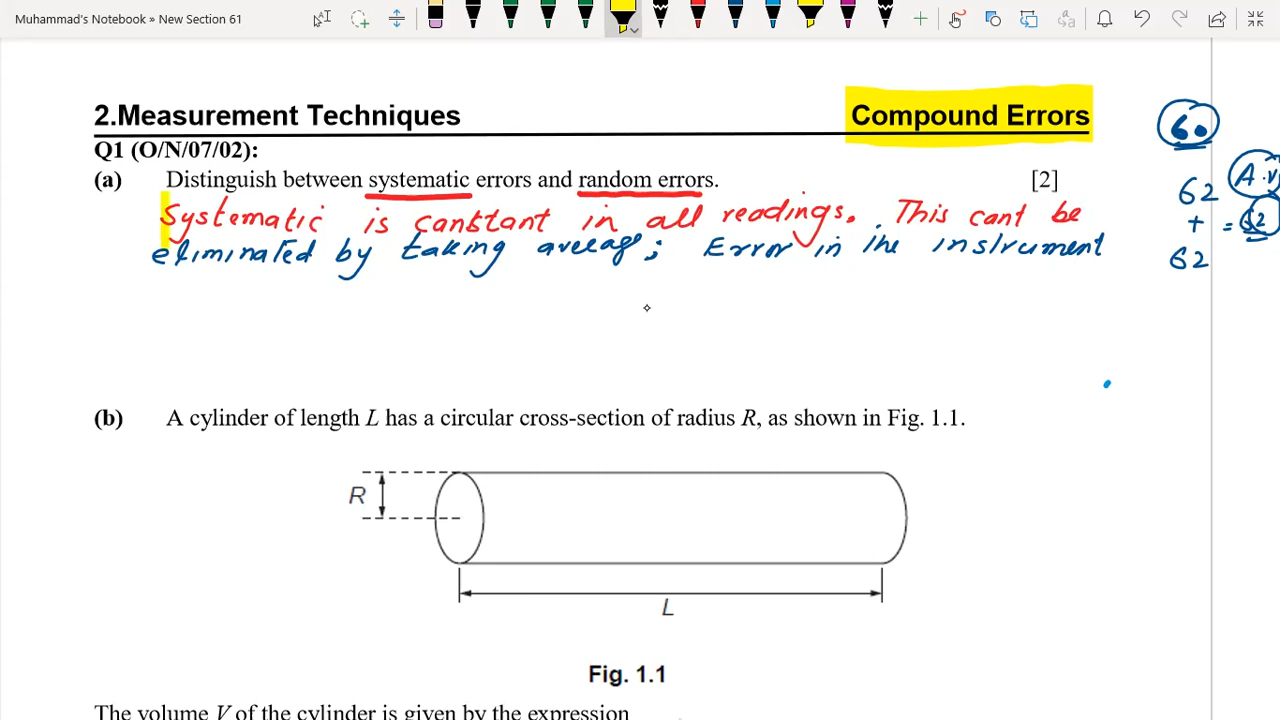 Muhammad's Notebook » New Section 61
2.Measurement Techniques
Compound Errors
Q1 (O/N/07/02):
(a) Distinguish between systematic errors and random errors. [2]
Systematic is canstant in all readings. This cant be
eliminated by taking average; Error in the instrument
60
62
+ = 62
62
A.V
(b) A cylinder of length L has a circular cross-section of radius R, as shown in Fig. 1.1.
R
L
Fig. 1.1
The volume V of the cylinder is given by the expression